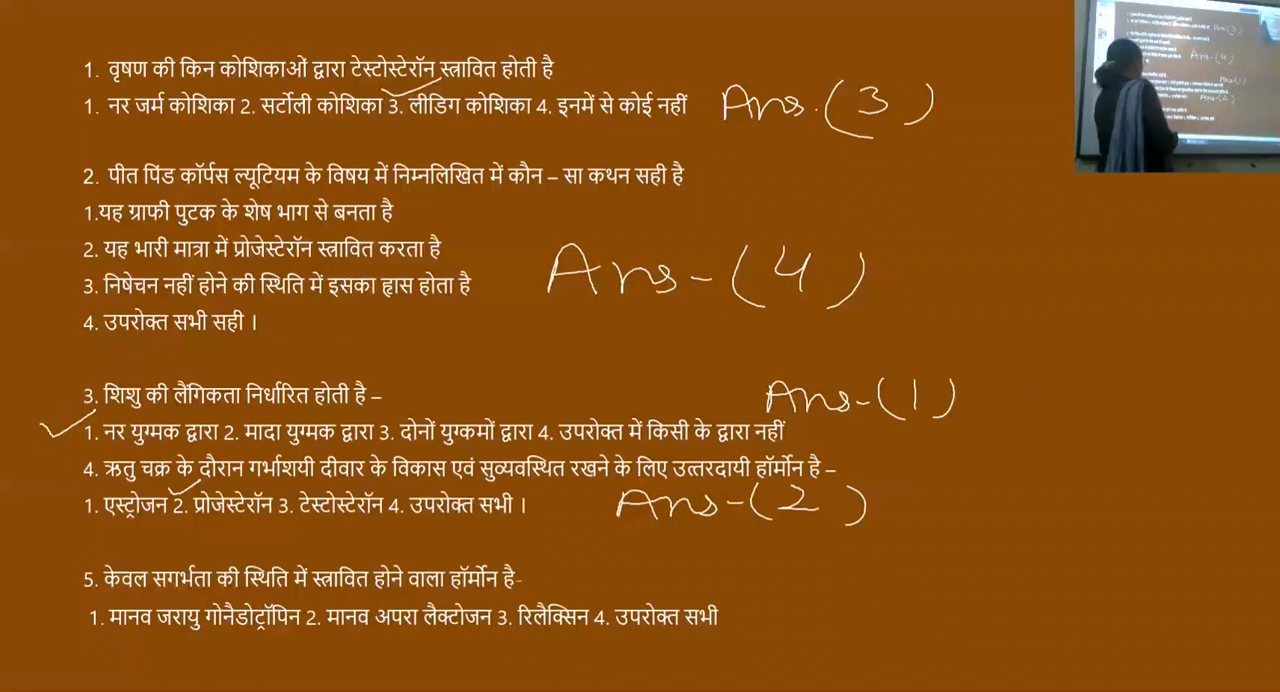 1. वृषण की किन कोशिकाओं द्वारा टेस्टोस्टेरॉन स्त्रावित होती है
1. नर जर्म कोशिका 2. सर्टोली कोशिका 3. लीडिग कोशिका 4. इनमें से कोई नहीं Ans. (3)
2. पीत पिंड कॉर्पस ल्यूटियम के विषय में निम्नलिखित में कौन – सा कथन सही है
1.यह ग्राफी पुटक के शेष भाग से बनता है
2. यह भारी मात्रा में प्रोजेस्टेरॉन स्त्रावित करता है
3. निषेचन नहीं होने की स्थिति में इसका ह्रास होता है
Ans-(4)
4. उपरोक्त सभी सही ।
3. शिशु की लैंगिकता निर्धारित होती है –
Ans-(1)
1. नर युग्मक द्वारा 2. मादा युग्मक द्वारा 3. दोनों युग्कमों द्वारा 4. उपरोक्त में किसी के द्वारा नहीं
4. ऋतु चक्र के दौरान गर्भाशयी दीवार के विकास एवं सुव्यवस्थित रखने के लिए उत्तरदायी हॉर्मोन है –
1. एस्ट्रोजन 2. प्रोजेस्टेरॉन 3. टेस्टोस्टेरॉन 4. उपरोक्त सभी । Ans-(2)
5. केवल सगर्भता की स्थिति में स्त्रावित होने वाला हॉर्मोन है-
1. मानव जरायु गोनैडोट्रॉपिन 2. मानव अपरा लैक्टोजन 3. रिलैक्सिन 4. उपरोक्त सभी